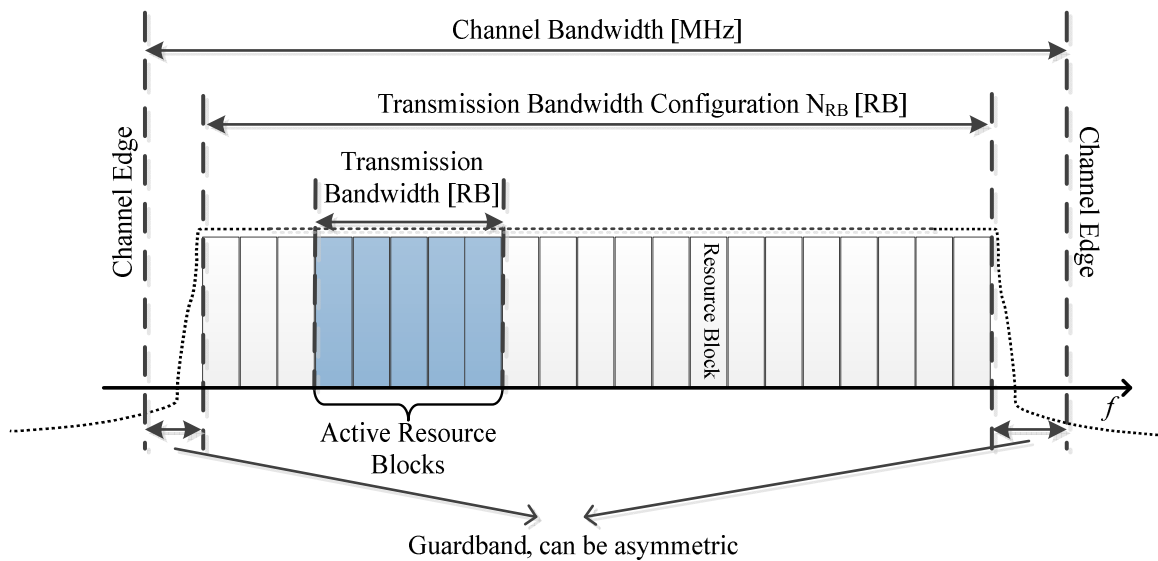 Channel Bandwidth [MHz]
Transmission Bandwidth Configuration NRB [RB]
Channel Edge
Transmission
Bandwidth [RB]
Channel Edge
Resource Block
f
Active Resource
Blocks
Guardband, can be asymmetric